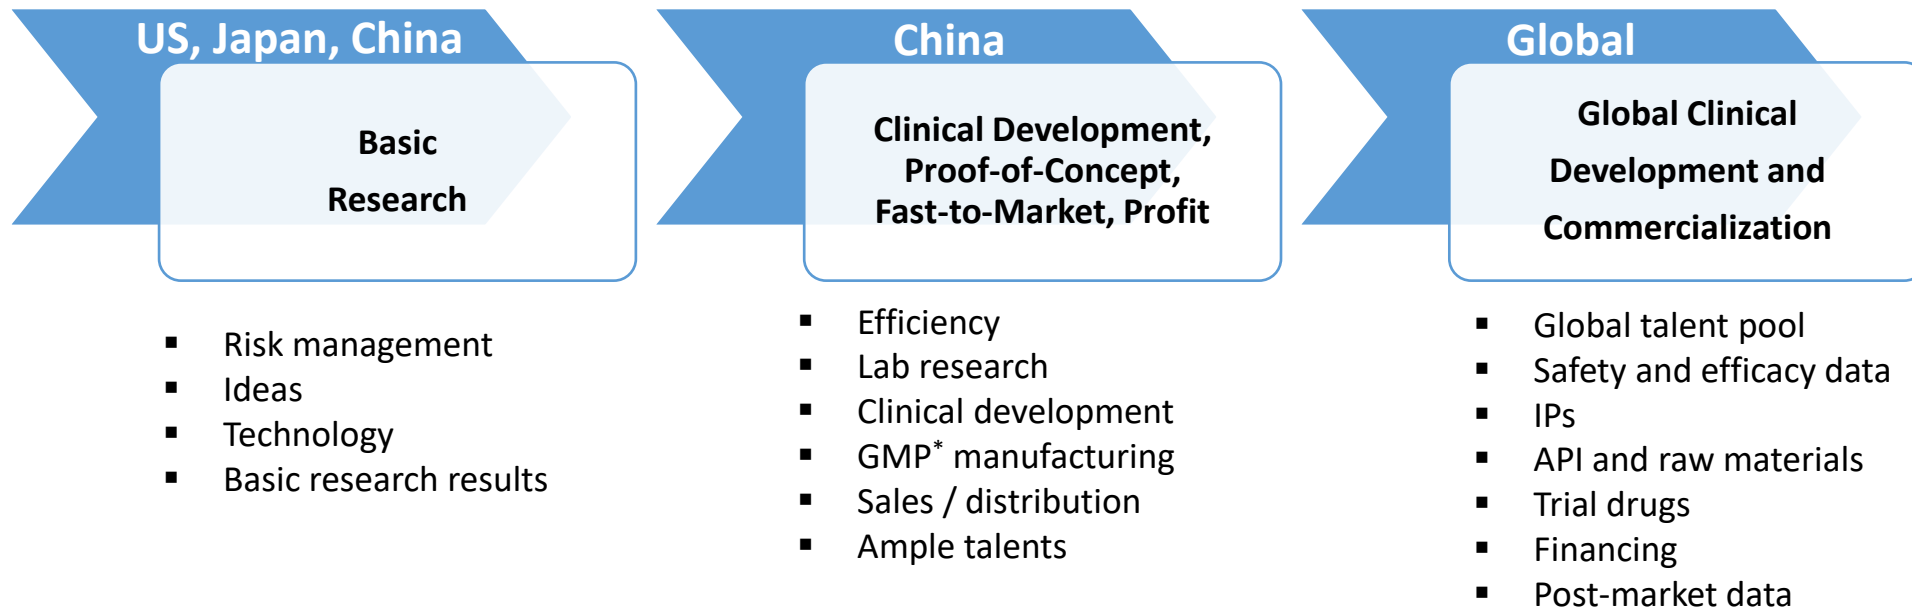 US, Japan, China
Basic
Research
▪ Risk management
▪ Ideas
▪ Technology
▪ Basic research results
China
Clinical Development,
Proof-of-Concept,
Fast-to-Market, Profit
▪ Efficiency
▪ Lab research
▪ Clinical development
▪ GMP* manufacturing
▪ Sales / distribution
▪ Ample talents
Global
Global Clinical
Development and
Commercialization
▪ Global talent pool
▪ Safety and efficacy data
▪ IPs
▪ API and raw materials
▪ Trial drugs
▪ Financing
▪ Post-market data